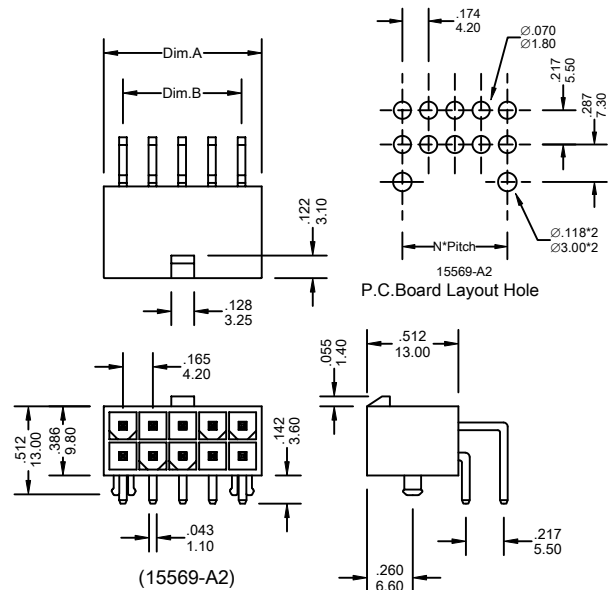 Dim.A
Dim.B
.122
3.10
.128
3.25
.174
4.20
Ø.070
Ø1.80
.217
5.50
.287
7.30
N*Pitch
Ø.118*2
Ø3.00*2
15569-A2
P.C.Board Layout Hole
.165
4.20
.512
13.00
.386
9.80
.142
3.60
.043
1.10
(15569-A2)
.055
1.40
.512
13.00
.217
5.50
.260
6.60